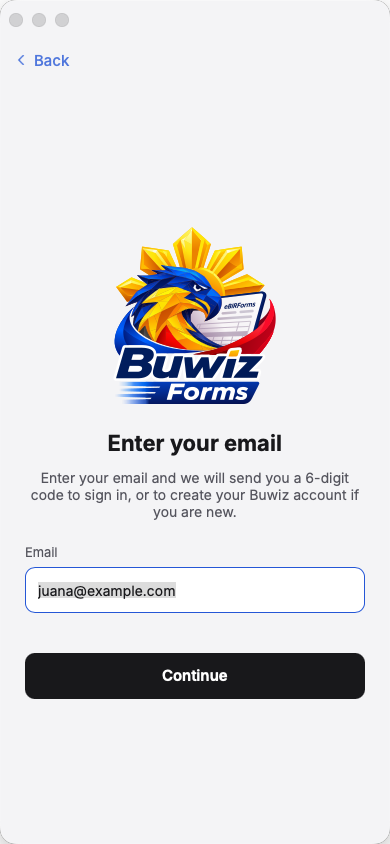 Back
eBIRForms
Buwiz
Forms
Enter your email
Enter your email and we will send you a 6-digit
code to sign in, or to create your Buwiz account if
you are new.
Email
juana@example.com
Continue